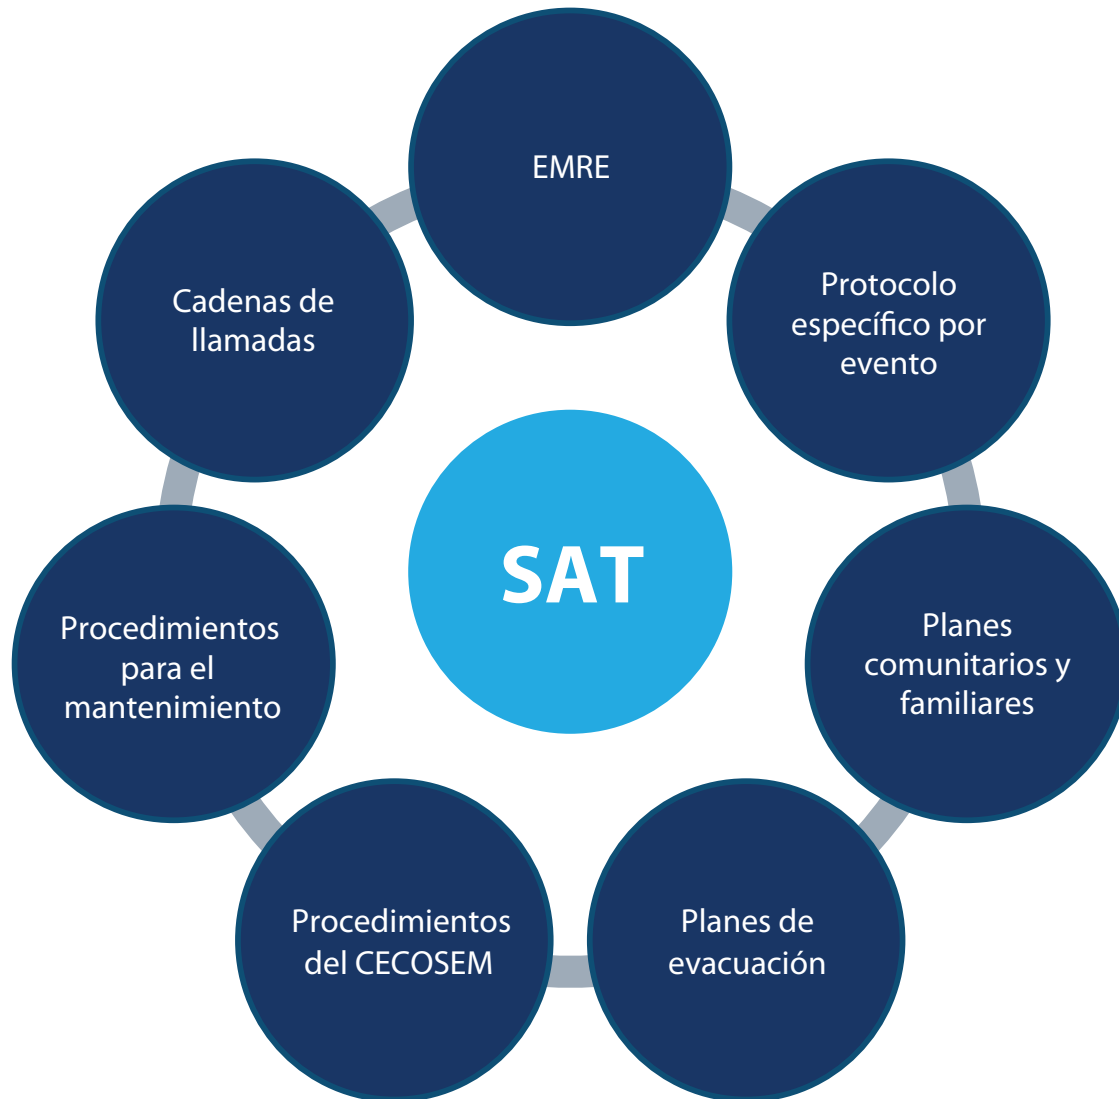 EMRE
Protocolo
específico por
evento
Planes
comunitarios y
familiares
Planes de
evacuación
Procedimientos
del CECOSEM
Procedimientos
para el
mantenimiento
Cadenas de
llamadas
SAT